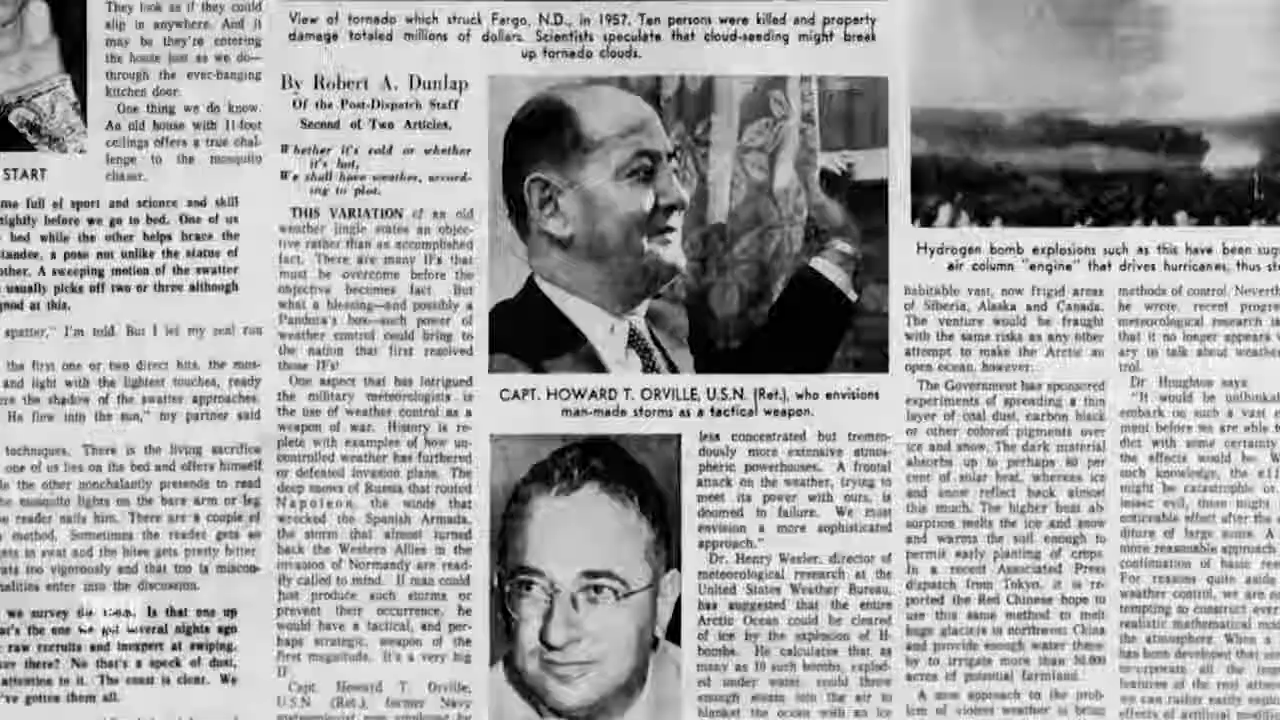 They look as if they could
slip in anywhere. And it
may be they're entering
the house just as we do—
through the ever-banging
kitchen door.
One thing we do know.
An old house with 11-foot
ceilings offers a true chal-
lenge to the mosquito
chaser.
START
me full of sport and science and skill
nightly before we go to bed. One of us
bed while the other helps brace the
stander, a pose not unlike the statue of
other. A sweeping motion of the swatter
usually picks off two or three although
good at this.
spatter," I'm told. But I let my zeal run
the first one or two direct hits, the mos-
and light with the lightest touches, ready
the shadow of the swatter approaches.
He flew into the sun," my partner said
techniques. There is the living sacrifice
one of us lies on the bed and offers himself
the other nonchalantly pretends to read
mosquito lights on the bare arm or leg
reader nails him. There are a couple of
method. Sometimes the reader gets so
and the bites gets pretty bitter
too vigorously and that too is miscon-
nalities enter into the discussion.
we survey the room. Is that one up
that's the one we got several nights ago
raw recruits and inexpert at swiping.
there? No that's a speck of dust,
attention to it. The coast is clear. We
've gotten them all.
View of tornado which struck Fargo, N.D., in 1957. Ten persons were killed and property
damage totaled millions of dollars. Scientists speculate that cloud-seeding might break
up tornado clouds.
By Robert A. Dunlap
Of the Post-Dispatch Staff
Second of Two Articles.
Whether it's cold or whether
it's hot,
We shall have weather, accord-
ing to plot.
THIS VARIATION of an old
weather jingle states an objec-
tive rather than an accomplished
fact. There are many IFs that
must be overcome before the
objective becomes fact. But
what a blessing—and possibly a
Pandora's box—such power of
weather control could bring to
the nation that first resolved
those IFs!
One aspect that has intrigued
the military meteorologists is
the use of weather control as a
weapon of war. History is re-
plete with examples of how un-
controlled weather has furthered
or defeated invasion plans. The
deep snows of Russia that routed
Napoleon, the winds that
wrecked the Spanish Armada,
the storm that almost turned
back the Western Allies in the
invasion of Normandy are read-
ily called to mind. If man could
just produce such storms or
prevent their occurrence, he
would have a tactical, and per-
haps strategic, weapon of the
first magnitude. It's a very big
IF.
Capt. Howard T. Orville,
U.S.N. (Ret.), former Navy
CAPT. HOWARD T. ORVILLE, U.S.N. (Ret.), who envisions
man-made storms as a tactical weapon.
less concentrated but tremen-
dously more extensive atmos-
pheric powerhouses. A frontal
attack on the weather, trying to
meet its power with ours, is
doomed to failure. We must
envision a more sophisticated
approach."
Dr. Henry Wexler, director of
meteorological research at the
United States Weather Bureau,
has suggested that the entire
Arctic Ocean could be cleared
of ice by the explosion of H-
bombs. He calculates that as
many as 10 such bombs, explod-
ed under water could throw
enough steam into the air to
blanket the ocean with an ice
Hydrogen bomb explosions such as this have been sug
air column "engine" that drives hurricanes, thus
habitable vast, now frigid areas
of Siberia, Alaska and Canada.
The venture would be fraught
with the same risks as any other
attempt to make the Arctic an
open ocean, however.
The Government has sponsored
experiments of spreading a thin
layer of coal dust, carbon black
or other colored pigments over
ice and snow. The dark material
absorbs up to perhaps 80 per
cent of solar heat, whereas ice
and snow reflect back almost
this much. The higher heat ab-
sorption melts the ice and snow
and warms the soil enough to
permit early planting of crops.
In a recent Associated Press
dispatch from Tokyo, it is re-
ported the Red Chinese hope to
use this same method to melt
huge glaciers in northwest China
and provide enough water there-
by to irrigate more than 50,000
acres of potential farmland.
A new approach to the prob-
lem of violent weather is being
methods of control. Neverth
he wrote, recent progre
meteorological research is
that it no longer appears
ary to talk about weathe
trol.
Dr. Houghton says:
"It would be unthinkab
embark on such a vast
ment before we are able t
dict with some certainty
the effects would be. W
such knowledge, the
might be catastrophic or
lesser evil, there might
noticeable effect after the
diture of large sums. A
more reasonable approach
continuation of basic rese
For reasons quite aside
weather control, we are
tempting to construct ever
realistic mathematical mod
the atmosphere. When a
has been developed that
incorporate all the
features of the real atmos
we can rather easily
effects of artificial